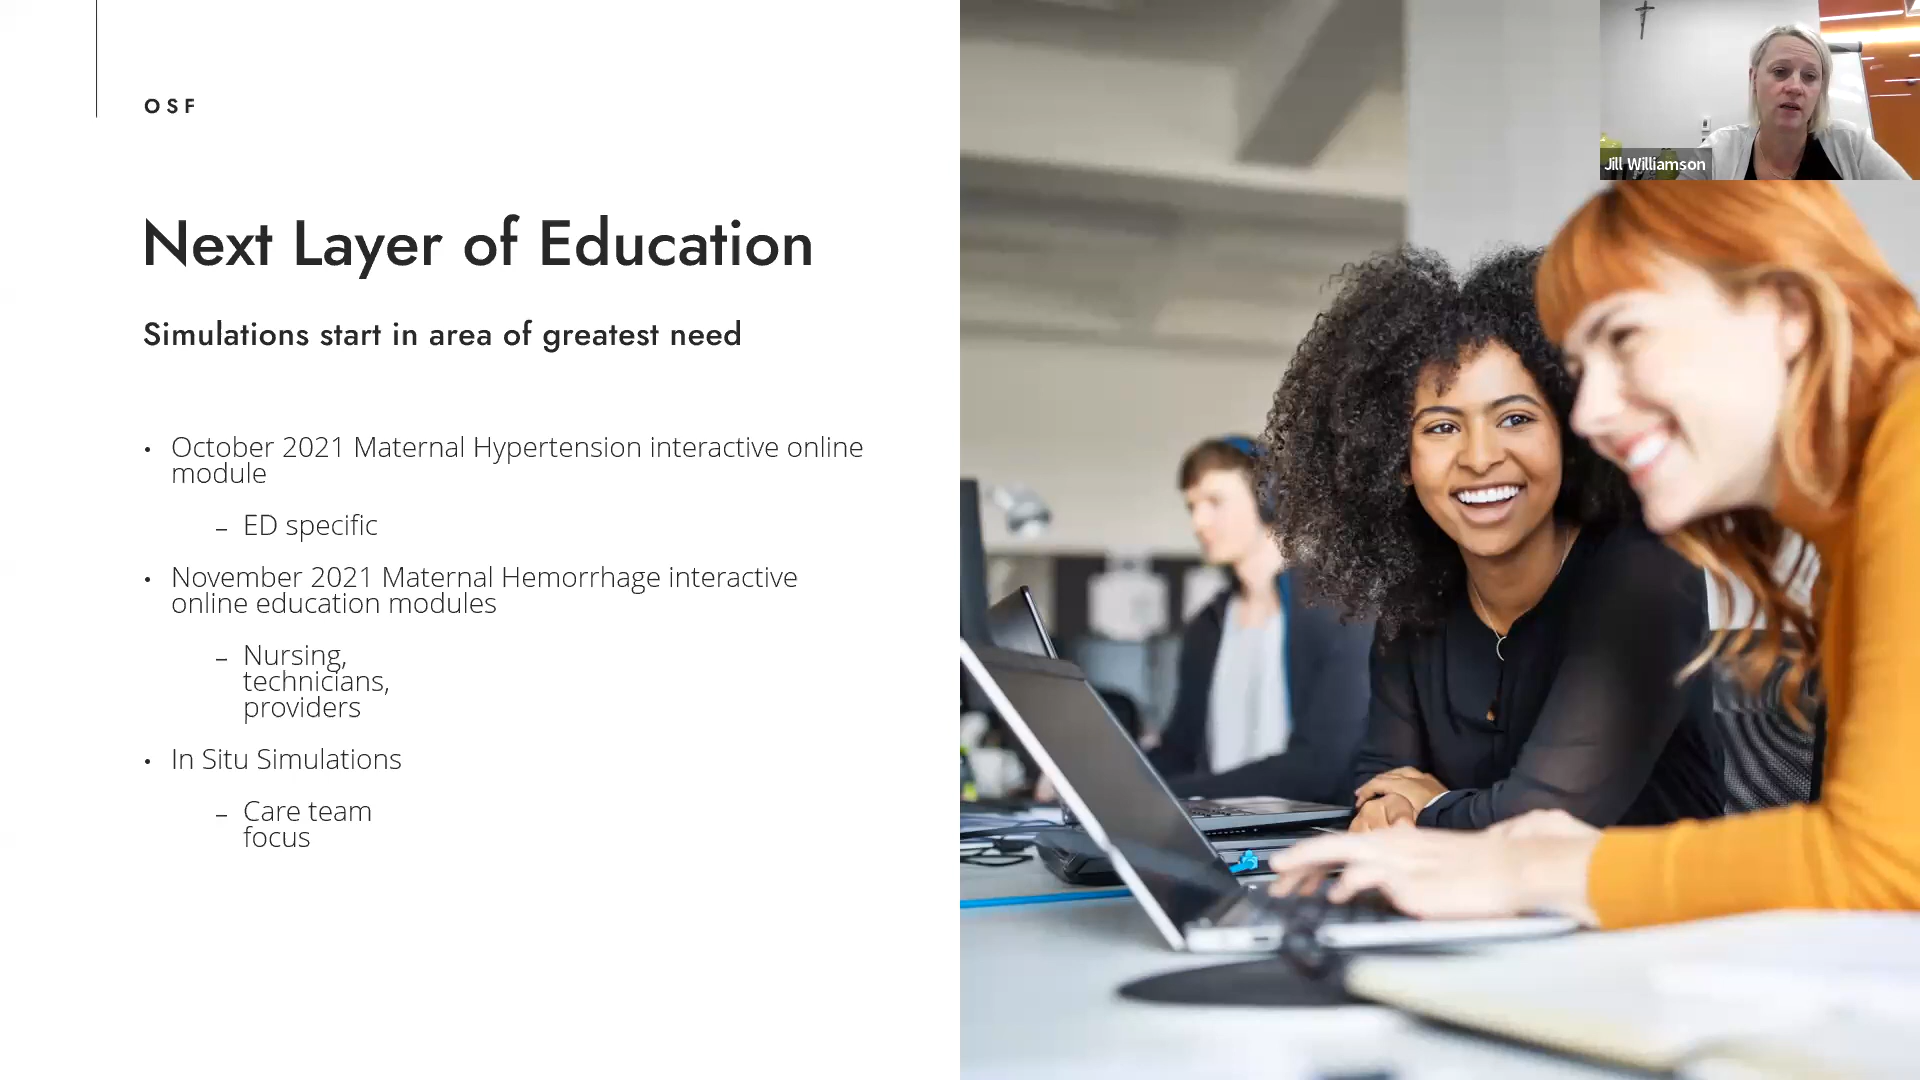 OSF
Next Layer of Education
Simulations start in area of greatest need
• October 2021 Maternal Hypertension interactive online
module
– ED specific
• November 2021 Maternal Hemorrhage interactive
online education modules
– Nursing,
technicians,
providers
• In Situ Simulations
– Care team
focus
Jill Williamson